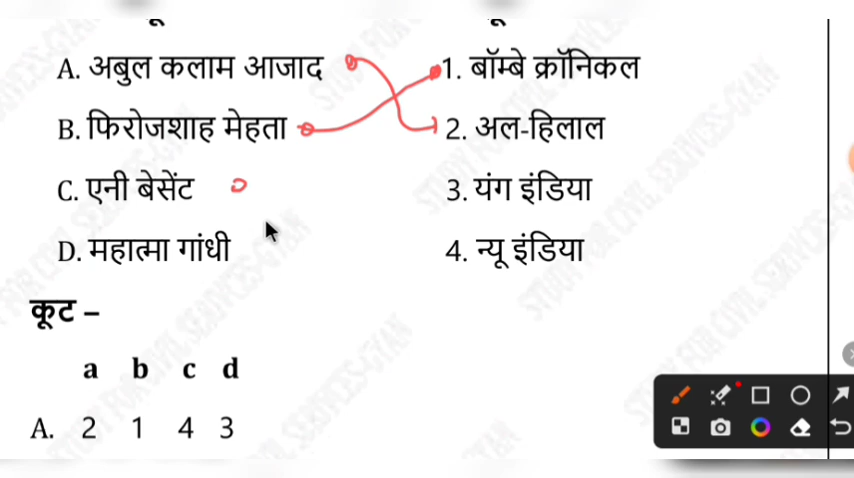 A. अबुल कलाम आजाद 1. बॉम्बे क्रॉनिकल
B. फिरोजशाह मेहता 2. अल-हिलाल
C. एनी बेसेंट 3. यंग इंडिया
D. महात्मा गांधी 4. न्यू इंडिया
कूट –
a b c d
A. 2 1 4 3